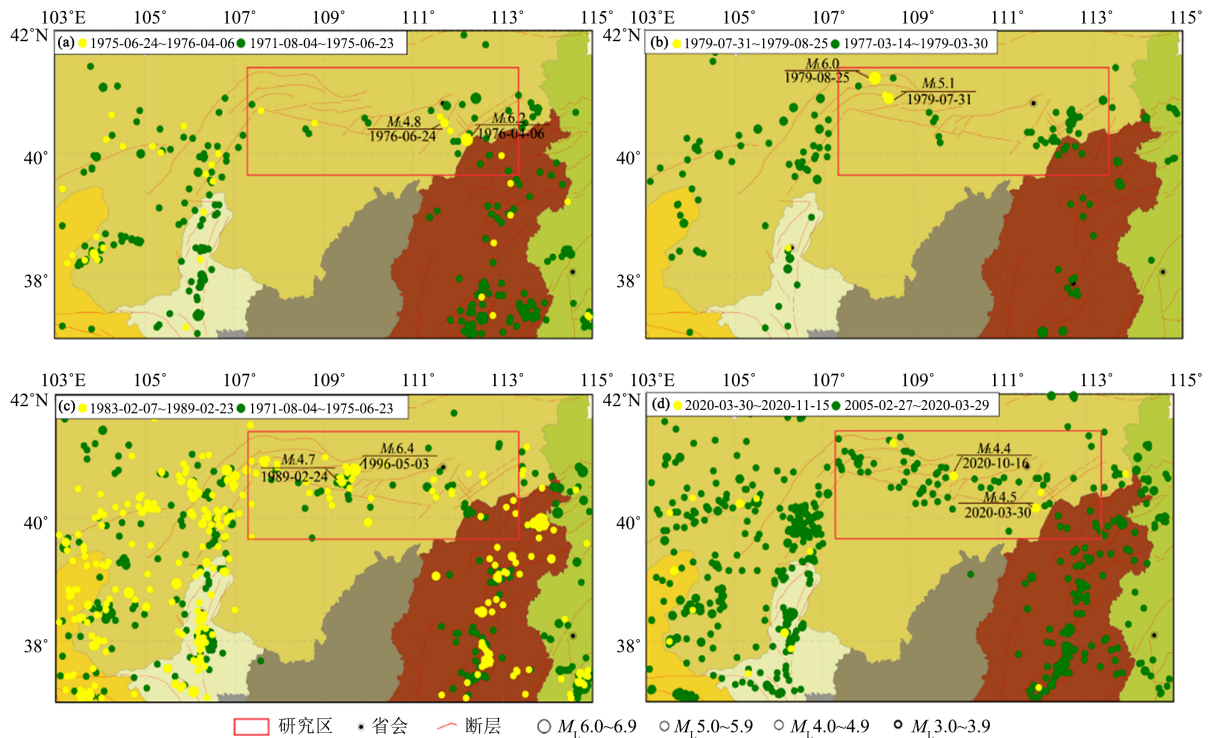 103°E 105° 107° 109° 111° 113° 115°
42°N
40°
38°
(a) 1975-06-24~1976-04-06 1971-08-04~1975-06-23
ML4.8
1976-06-24
ML6.2
1976-04-06
103°E 105° 107° 109° 111° 113° 115°
42°N
40°
38°
(b) 1979-07-31~1979-08-25 1977-03-14~1979-03-30
ML6.0
1979-08-25
ML5.1
1979-07-31
103°E 105° 107° 109° 111° 113° 115°
42°N
40°
38°
(c) 1983-02-07~1989-02-23 1971-08-04~1975-06-23
ML4.7
1989-02-24
ML6.4
1996-05-03
103°E 105° 107° 109° 111° 113° 115°
42°N
40°
38°
(d) 2020-03-30~2020-11-15 2005-02-27~2020-03-29
ML4.4
2020-10-16
ML4.5
2020-03-30
研究区 省会 断层 ML6.0~6.9 ML5.0~5.9 ML4.0~4.9 ML3.0~3.9